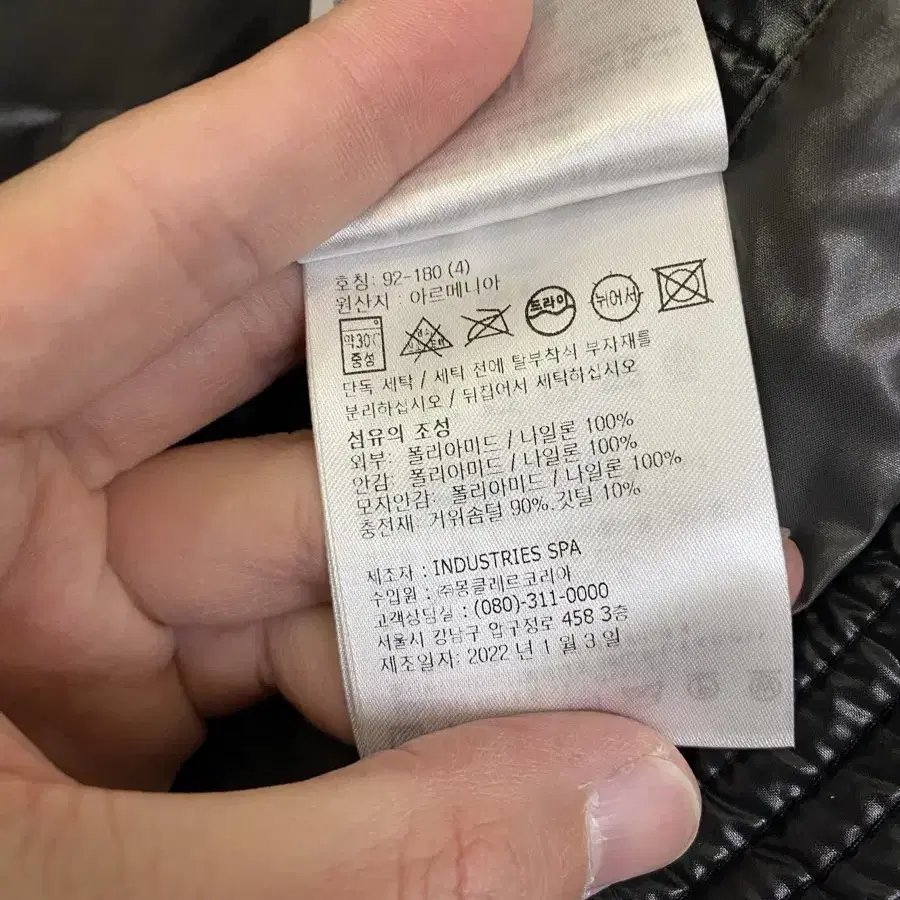 호칭: 92-180 (4)
원산지 : 아르메니아
약30℃ 중성 드라이 뉘어서
단독 세탁 / 세탁 전에 탈부착식 부자재를
분리하십시오 / 뒤집어서 세탁하십시오
섬유의 조성
외부: 폴리아미드 / 나일론 100%
안감: 폴리아미드 / 나일론 100%
모자안감: 폴리아미드 / 나일론 100%
충전재: 거위솜털 90%.깃털 10%
제조자 : INDUSTRIES SPA
수입원 : ㈜몽클레르코리아
고객상담실 : (080)-311-0000
서울시 강남구 압구정로 458 3층
제조일자: 2022 년 1 월 3 일